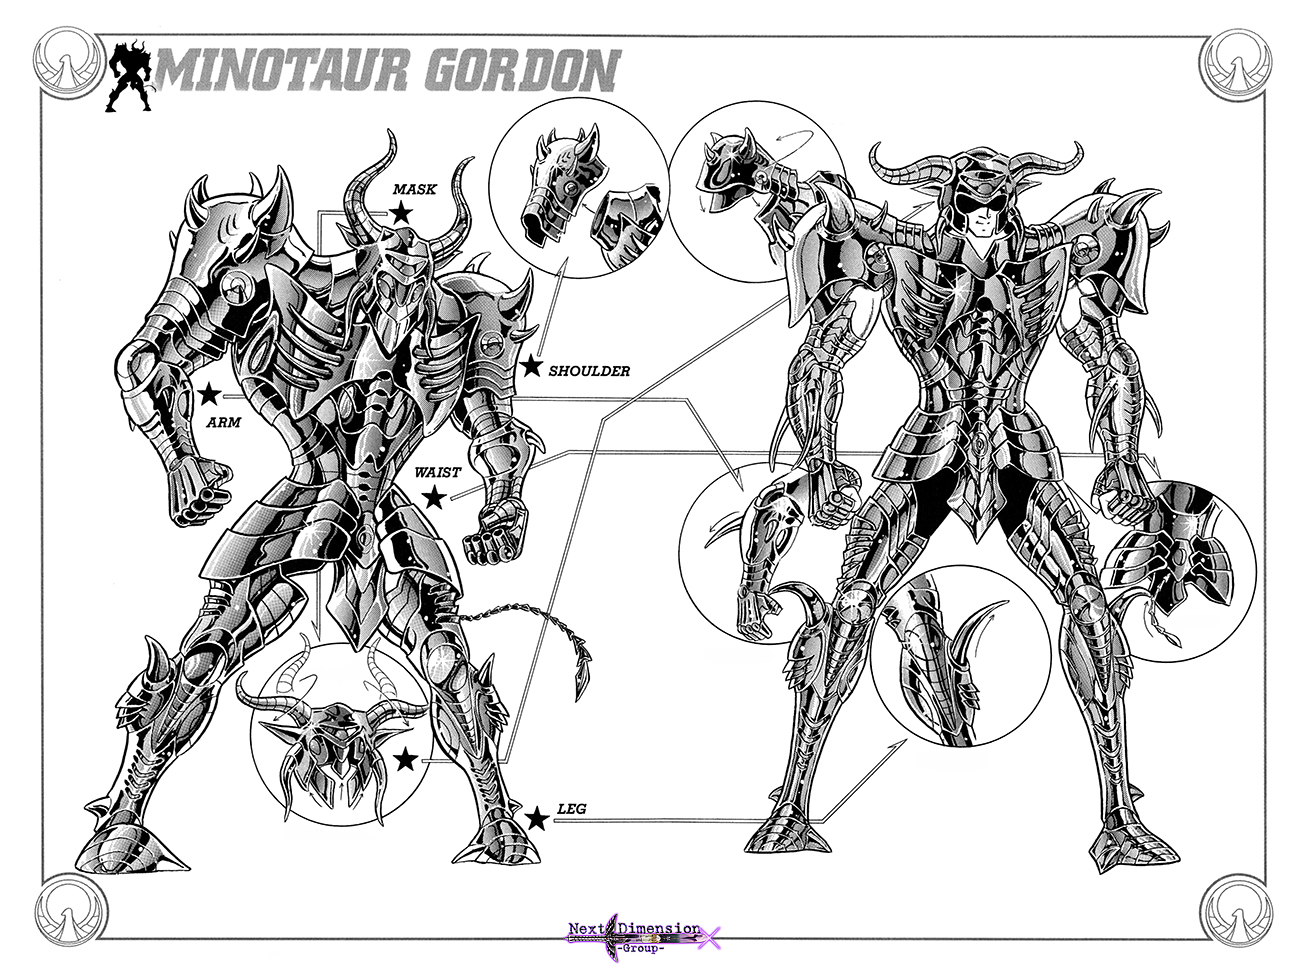 MINOTAUR GORDON
MASK
SHOULDER
ARM
WAIST
LEG
Next Dimension
-Group-